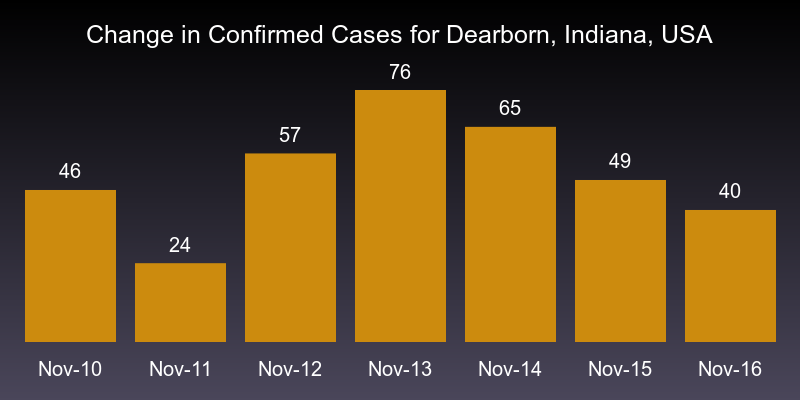 Change in Confirmed Cases for Dearborn, Indiana, USA
46
24
57
76
65
49
40
Nov-10
Nov-11
Nov-12
Nov-13
Nov-14
Nov-15
Nov-16